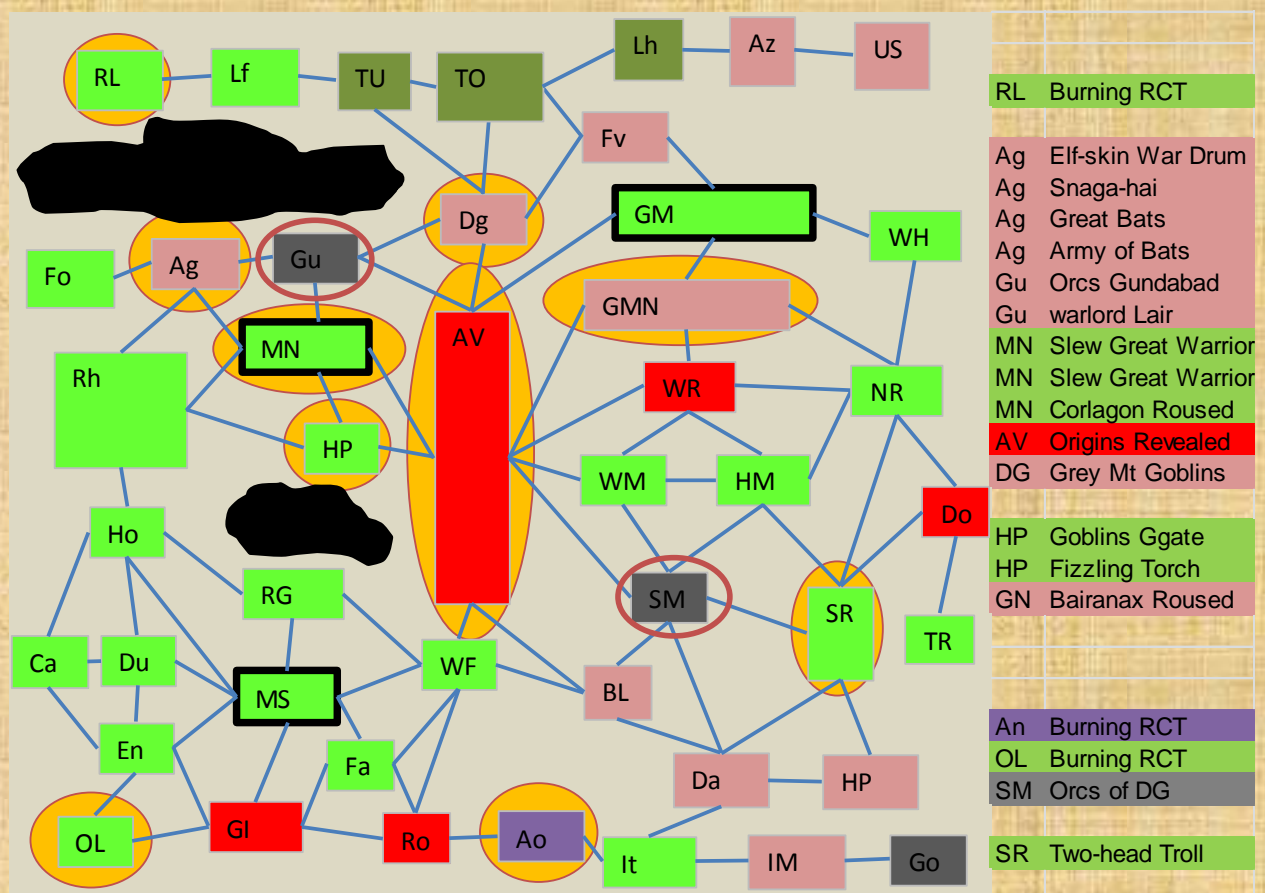 RL
Lf
TU
TO
Lh
Az
US
Fv
Dg
GM
WH
Fo
Ag
Gu
GMN
MN
AV
Rh
WR
NR
HP
WM
HM
Do
Ho
RG
SM
SR
TR
Ca
Du
WF
BL
MS
En
Fa
Da
HP
OL
GI
Ro
Ao
It
IM
Go
RL Burning RCT
Ag Elf-skin War Drum
Ag Snaga-hai
Ag Great Bats
Ag Army of Bats
Gu Orcs Gundabad
Gu warlord Lair
MN Slew Great Warrior
MN Slew Great Warrior
MN Corlagon Roused
AV Origins Revealed
DG Grey Mt Goblins
HP Goblins Ggate
HP Fizzling Torch
GN Bairanax Roused
An Burning RCT
OL Burning RCT
SM Orcs of DG
SR Two-head Troll